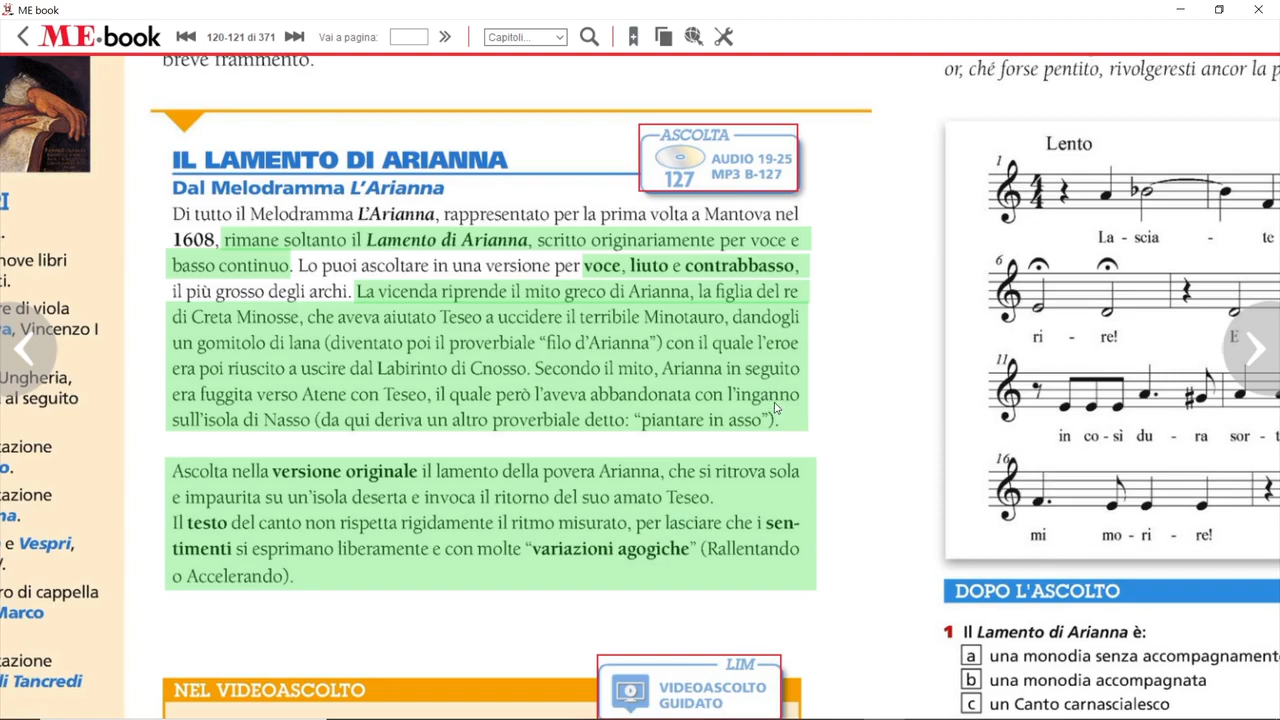 ME book
ME·book
120-121 di 371
Vai a pagina:
Capitoli...
breve frammento.
RI
.
nove libri
ti.
re di viola
va, Vincenzo I
Ungheria,
al seguito
tazione
o.
tazione
na.
e Vespri,
/.
ro di cappella
Marco
tazione
di Tancredi
IL LAMENTO DI ARIANNA
Dal Melodramma L'Arianna
ASCOLTA
127
AUDIO 19-25
MP3 B-127
Di tutto il Melodramma L'Arianna, rappresentato per la prima volta a Mantova nel
1608, rimane soltanto il Lamento di Arianna, scritto originariamente per voce e
basso continuo. Lo puoi ascoltare in una versione per voce, liuto e contrabbasso,
il più grosso degli archi. La vicenda riprende il mito greco di Arianna, la figlia del re
di Creta Minosse, che aveva aiutato Teseo a uccidere il terribile Minotauro, dandogli
un gomitolo di lana (diventato poi il proverbiale “filo d'Arianna”) con il quale l'eroe
era poi riuscito a uscire dal Labirinto di Cnosso. Secondo il mito, Arianna in seguito
era fuggita verso Atene con Teseo, il quale però l'aveva abbandonata con l'inganno
sull'isola di Nasso (da qui deriva un altro proverbiale detto: “piantare in asso”).
Ascolta nella versione originale il lamento della povera Arianna, che si ritrova sola
e impaurita su un'isola deserta e invoca il ritorno del suo amato Teseo.
Il testo del canto non rispetta rigidamente il ritmo misurato, per lasciare che i sen-
timenti si esprimano liberamente e con molte “variazioni agogiche” (Rallentando
o Accelerando).
NEL VIDEOASCOLTO
LIM
VIDEOASCOLTO
GUIDATO
or, ché forse pentito, rivolgeresti ancor la p
Lento
1
4
4
La - scia - te
6
ri - re! E
11
in co - sì du - ra sor - t
16
mi mo - ri - re!
DOPO L'ASCOLTO
1 Il Lamento di Arianna è:
a una monodia senza accompagnament
b una monodia accompagnata
c un Canto carnascialesco